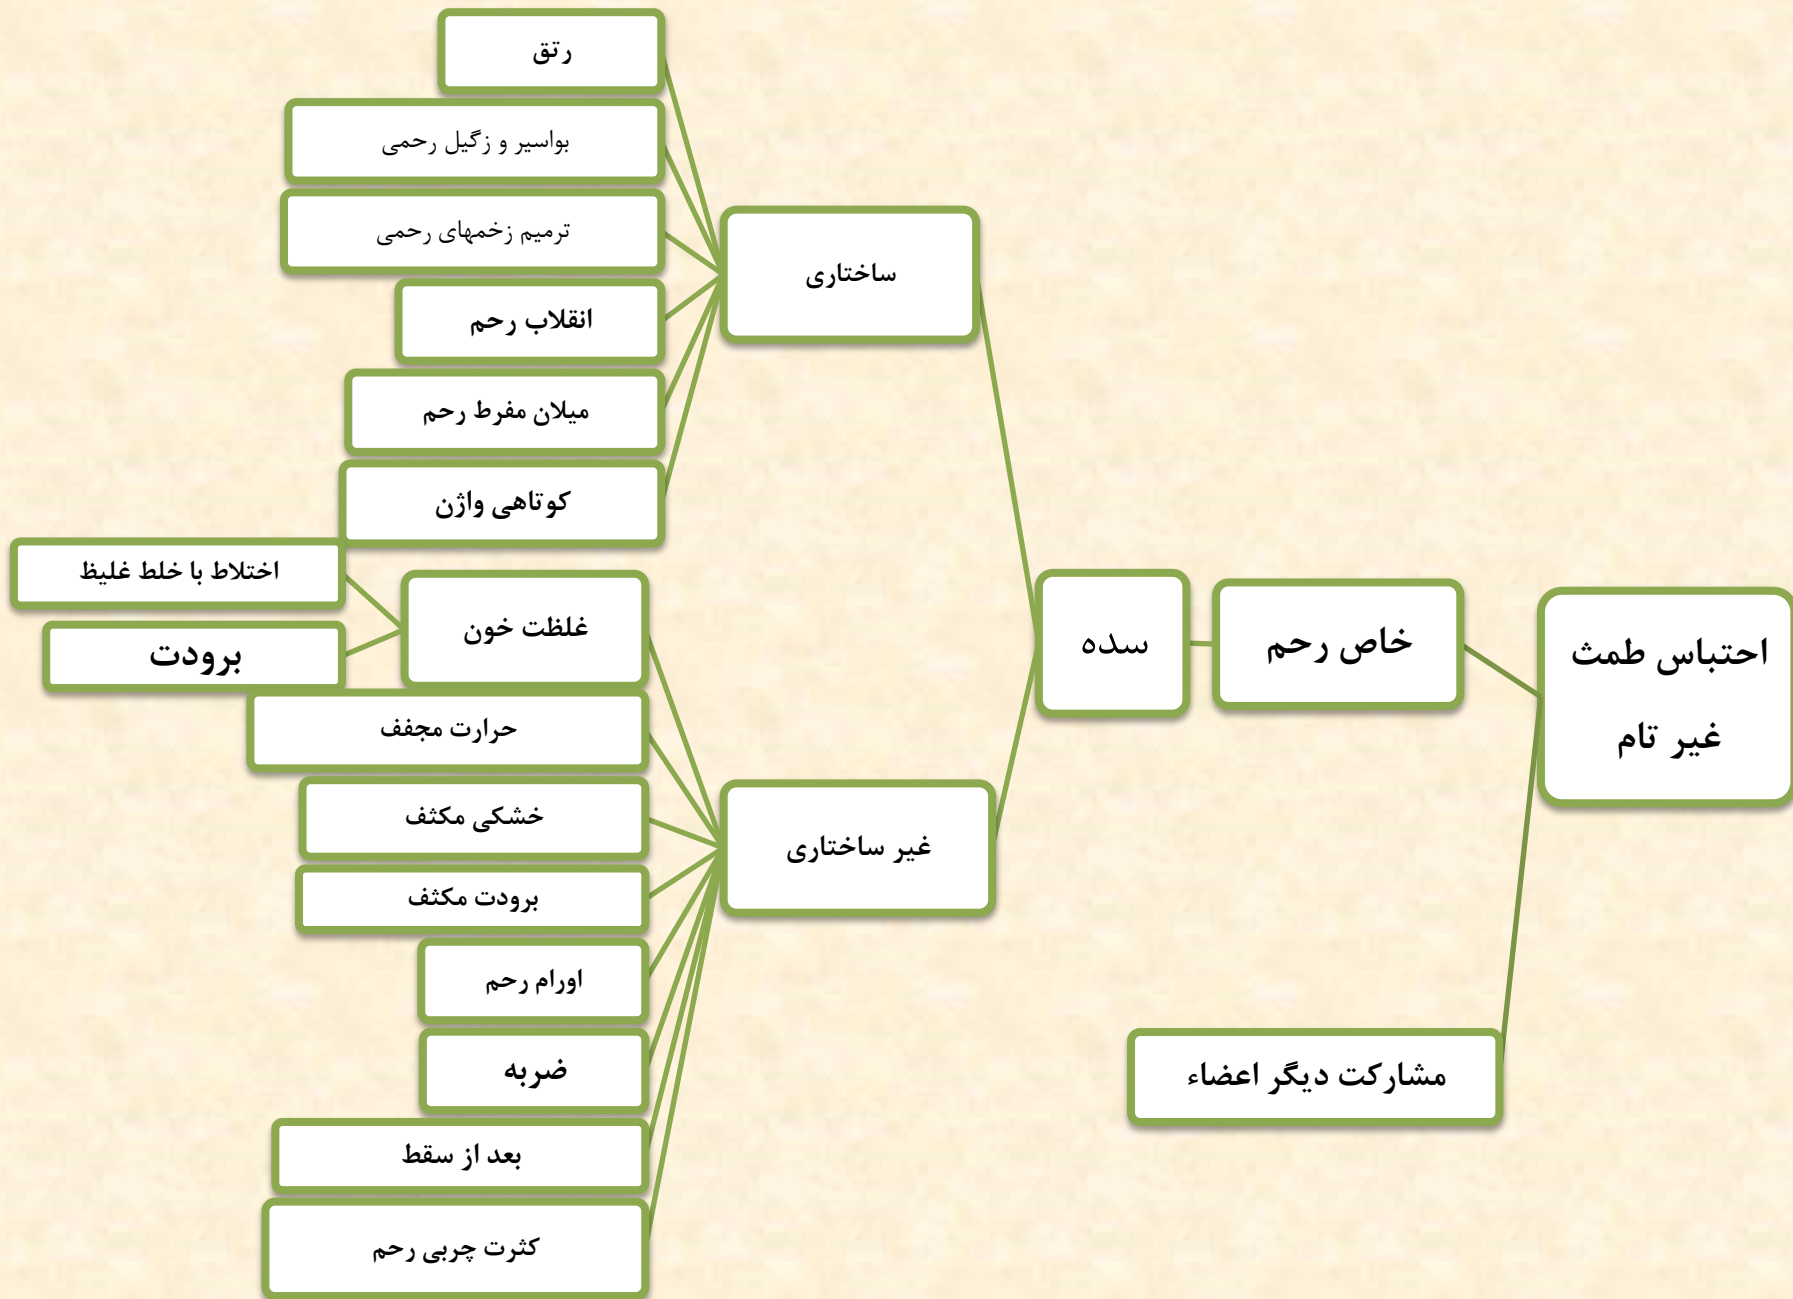 احتباس طمث
غیر تام
خاص رحم
سده
ساختاری
رتق
بواسیر و زگیل رحمی
ترمیم زخمهای رحمی
انقلاب رحم
میلان مفرط رحم
کوتاهی واژن
غیر ساختاری
غلظت خون
اختلاط با خلط غلیظ
برودت
حرارت مجفف
خشکی مکثف
برودت مکثف
اورام رحم
ضربه
بعد از سقط
کثرت چربی رحم
مشارکت دیگر اعضاء